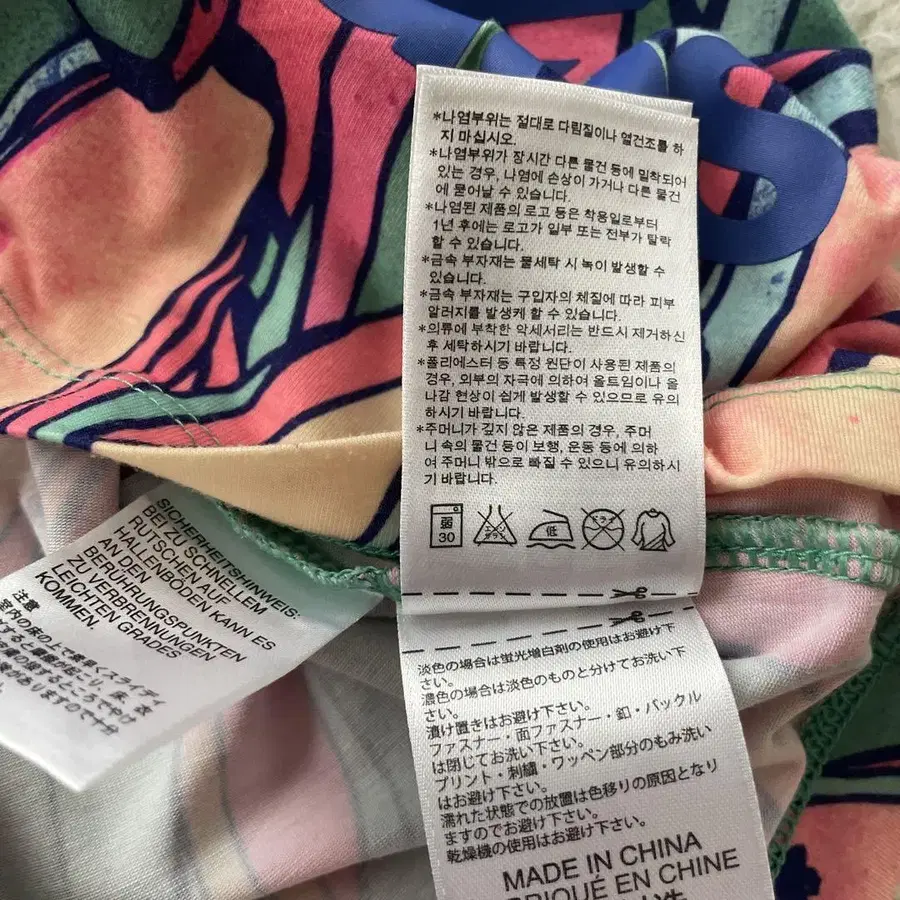 *나염부위는 절대로 다림질이나 열건조를 하
지 마십시오.
*나염부위가 장시간 다른 물건 등에 밀착되어
있는 경우, 나염에 손상이 가거나 다른 물건
에 묻어날 수 있습니다.
*나염된 제품의 로고 등은 착용일로부터
1년 후에는 로고가 일부 또는 전부가 탈락
할 수 있습니다.
*금속 부자재는 물세탁 시 녹이 발생할 수
있습니다.
*금속 부자재는 구입자의 체질에 따라 피부
알러지를 발생케 할 수 있습니다.
*의류에 부착한 악세서리는 반드시 제거하신
후 세탁하시기 바랍니다.
*폴리에스터 등 특정 원단이 사용된 제품의
경우, 외부의 자극에 의하여 올트임이나 올
나감 현상이 쉽게 발생할 수 있으므로 유의
하시기 바랍니다.
*주머니가 깊지 않은 제품의 경우, 주머
니 속의 물건 등이 보행, 운동 등에 의하
여 주머니 밖으로 빠질 수 있으니 유의하시
기 바랍니다.
弱
30
低
ドライ
淡色の場合は蛍光増白剤の使用はお避け下
さい。
濃色の場合は淡色のものと分けてお洗い下
さい。
漬け置きはお避け下さい。
ファスナー・面ファスナー・釦・バックル
は閉じてお洗い下さい。
プリント・刺繍・ワッペン部分のもみ洗い
はお避け下さい。
濡れた状態での放置は色移りの原因となり
ますのでお避け下さい。
乾燥機の使用はお避け下さい。
MADE IN CHINA
BRIQUÉ EN CHINE
SICHERHEITSHINWEIS:
BEI ZU SCHNELLEM
RUTSCHEN AUF
HALLENBÖDEN KANN ES
AN DEN
BERÜHRUNGSPUNKTEN
ZU VERBRENNUNGEN
LEICHTEN GRADES
KOMMEN.
注意
室内の床の上で素早くスライディ